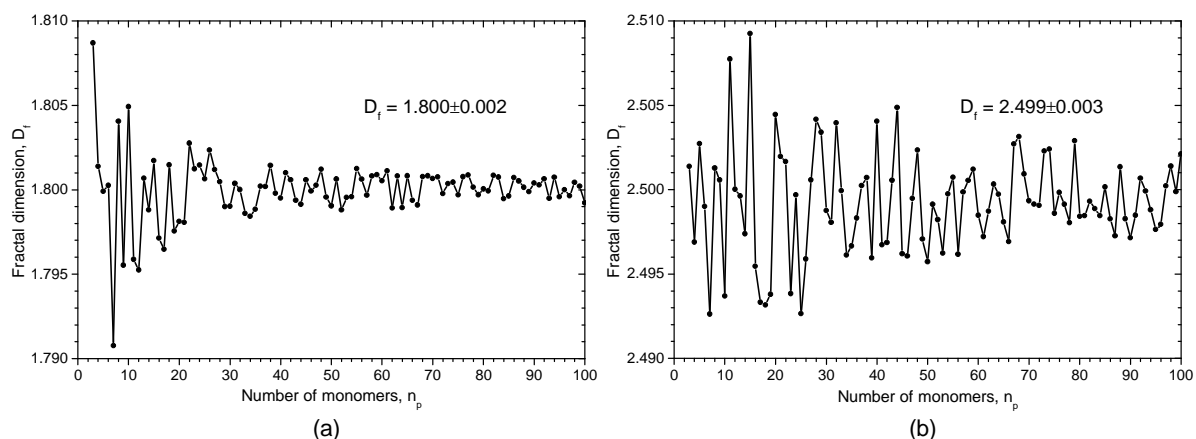 1.810
1.805
1.800
1.795
1.790
Fractal dimension, D_f
D_f = 1.800±0.002
0 10 20 30 40 50 60 70 80 90 100
Number of monomers, n_p
(a)
2.510
2.505
2.500
2.495
2.490
Fractal dimension, D_f
D_f = 2.499±0.003
0 10 20 30 40 50 60 70 80 90 100
Number of monomers, n_p
(b)